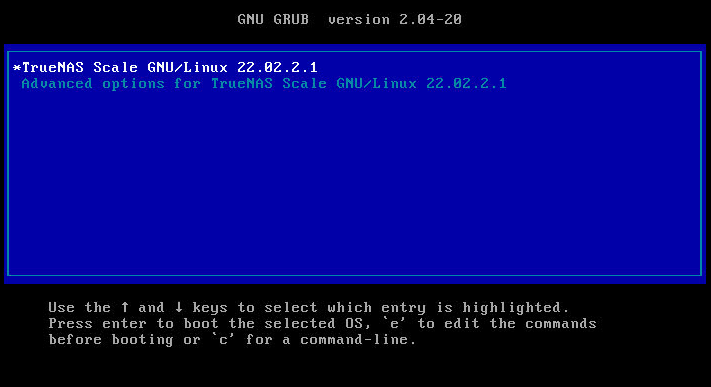 GNU GRUB  version 2.04-20
*TrueNAS Scale GNU/Linux 22.02.2.1
Advanced options for TrueNAS Scale GNU/Linux 22.02.2.1
Use the ↑ and ↓ keys to select which entry is highlighted.
Press enter to boot the selected OS, `e' to edit the commands
before booting or `c' for a command-line.